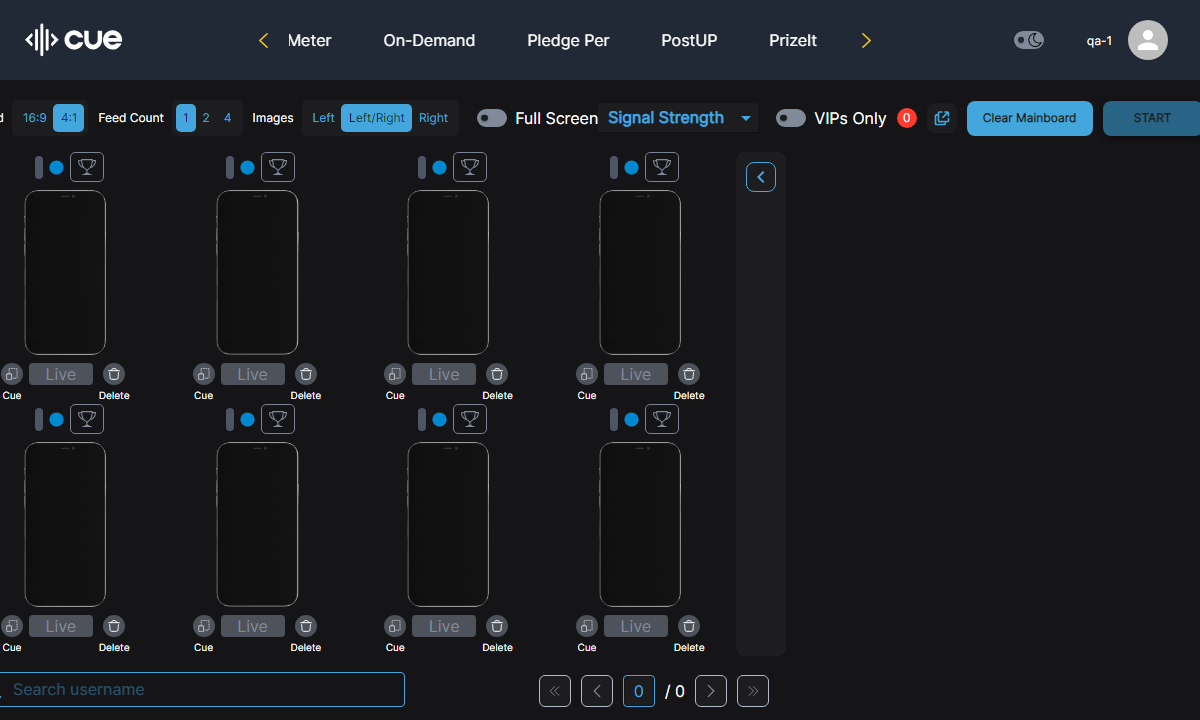 cue
Meter On-Demand Pledge Per PostUP PrizeIt
qa-1
d 16:9 4:1 Feed Count 1 2 4 Images Left Left/Right Right Full Screen Signal Strength VIPs Only 0 Clear Mainboard START
Live Live Live Live
Cue Delete Cue Delete Cue Delete Cue Delete
Live Live Live Live
Cue Delete Cue Delete Cue Delete Cue Delete
Search username 0 / 0